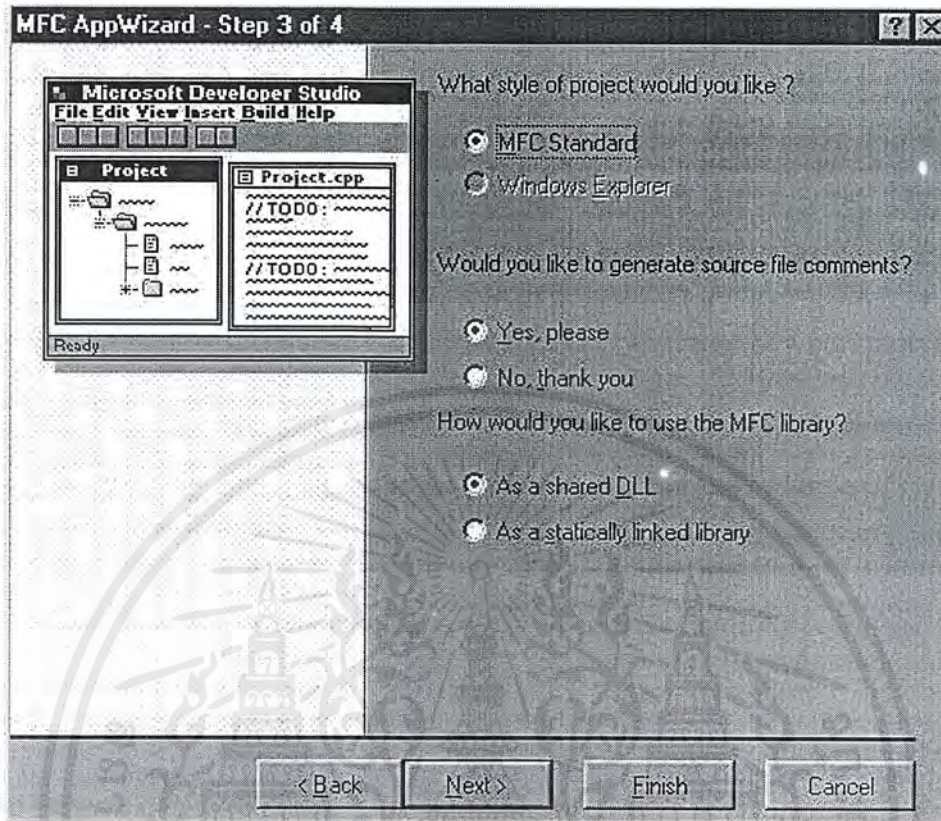 MFC AppWizard - Step 3 of 4
Microsoft Developer Studio
File Edit View Insert Build Help
Project
Project.cpp
//TODO:
//TODO:
Ready
What style of project would you like ?
MFC Standard
Windows Explorer
Would you like to generate source file comments?
Yes, please
No, thank you
How would you like to use the MFC library?
As a shared DLL
As a statically linked library
< Back
Next >
Finish
Cancel